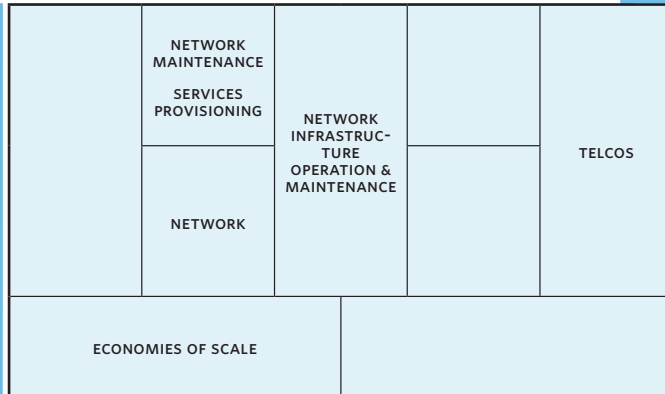 NETWORK
MAINTENANCE
SERVICES
PROVISIONING
NETWORK
NETWORK
INFRASTRUC-
TURE
OPERATION &
MAINTENANCE
TELCOS
ECONOMIES OF SCALE